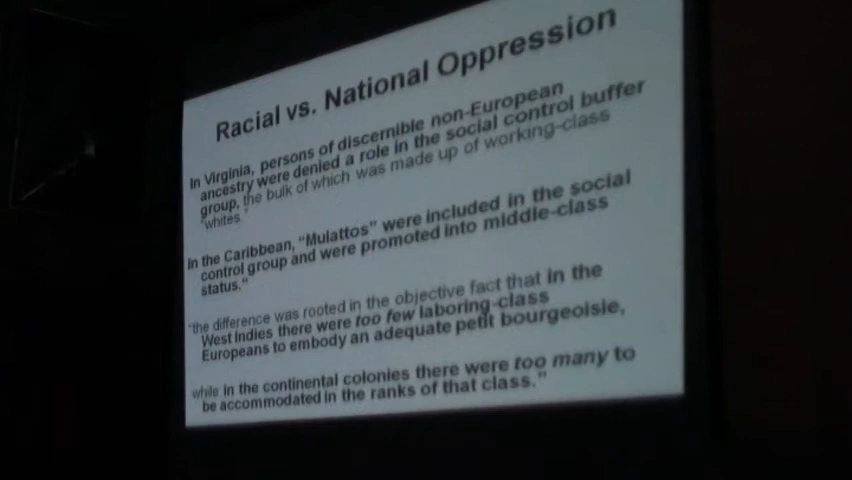 Racial vs. National Oppression
In Virginia, persons of discernible non-European
ancestry were denied a role in the social control buffer
group, the bulk of which was made up of working-class
"whites."
In the Caribbean, "Mulattos" were included in the social
control group and were promoted into middle-class
status."
"the difference was rooted in the objective fact that in the
West Indies there were too few laboring-class
Europeans to embody an adequate petit bourgeoisie,
while in the continental colonies there were too many to
be accommodated in the ranks of that class."